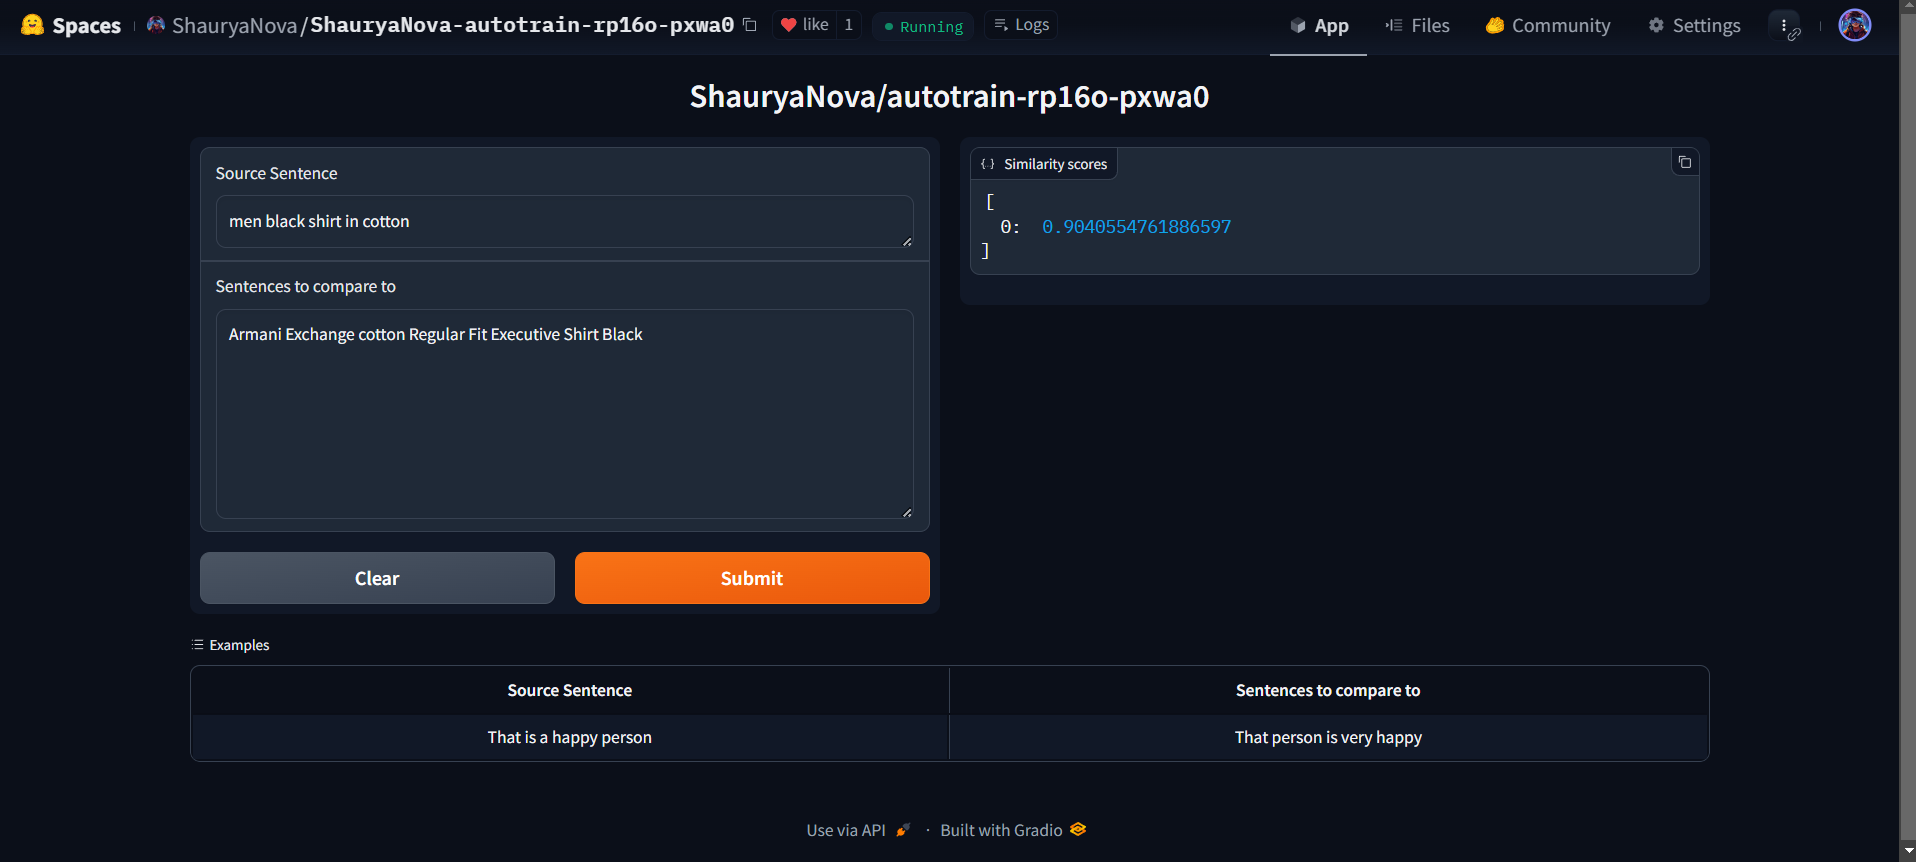 Spaces ShauryaNova/ShauryaNova-autotrain-rp16o-pxwa0 like 1 Running Logs App Files Community Settings
ShauryaNova/autotrain-rp16o-pxwa0
Source Sentence
men black shirt in cotton
Sentences to compare to
Armani Exchange cotton Regular Fit Executive Shirt Black
Clear Submit
Similarity scores
[
0: 0.9040554761886597
]
Examples
Source Sentence Sentences to compare to
That is a happy person That person is very happy
Use via API · Built with Gradio